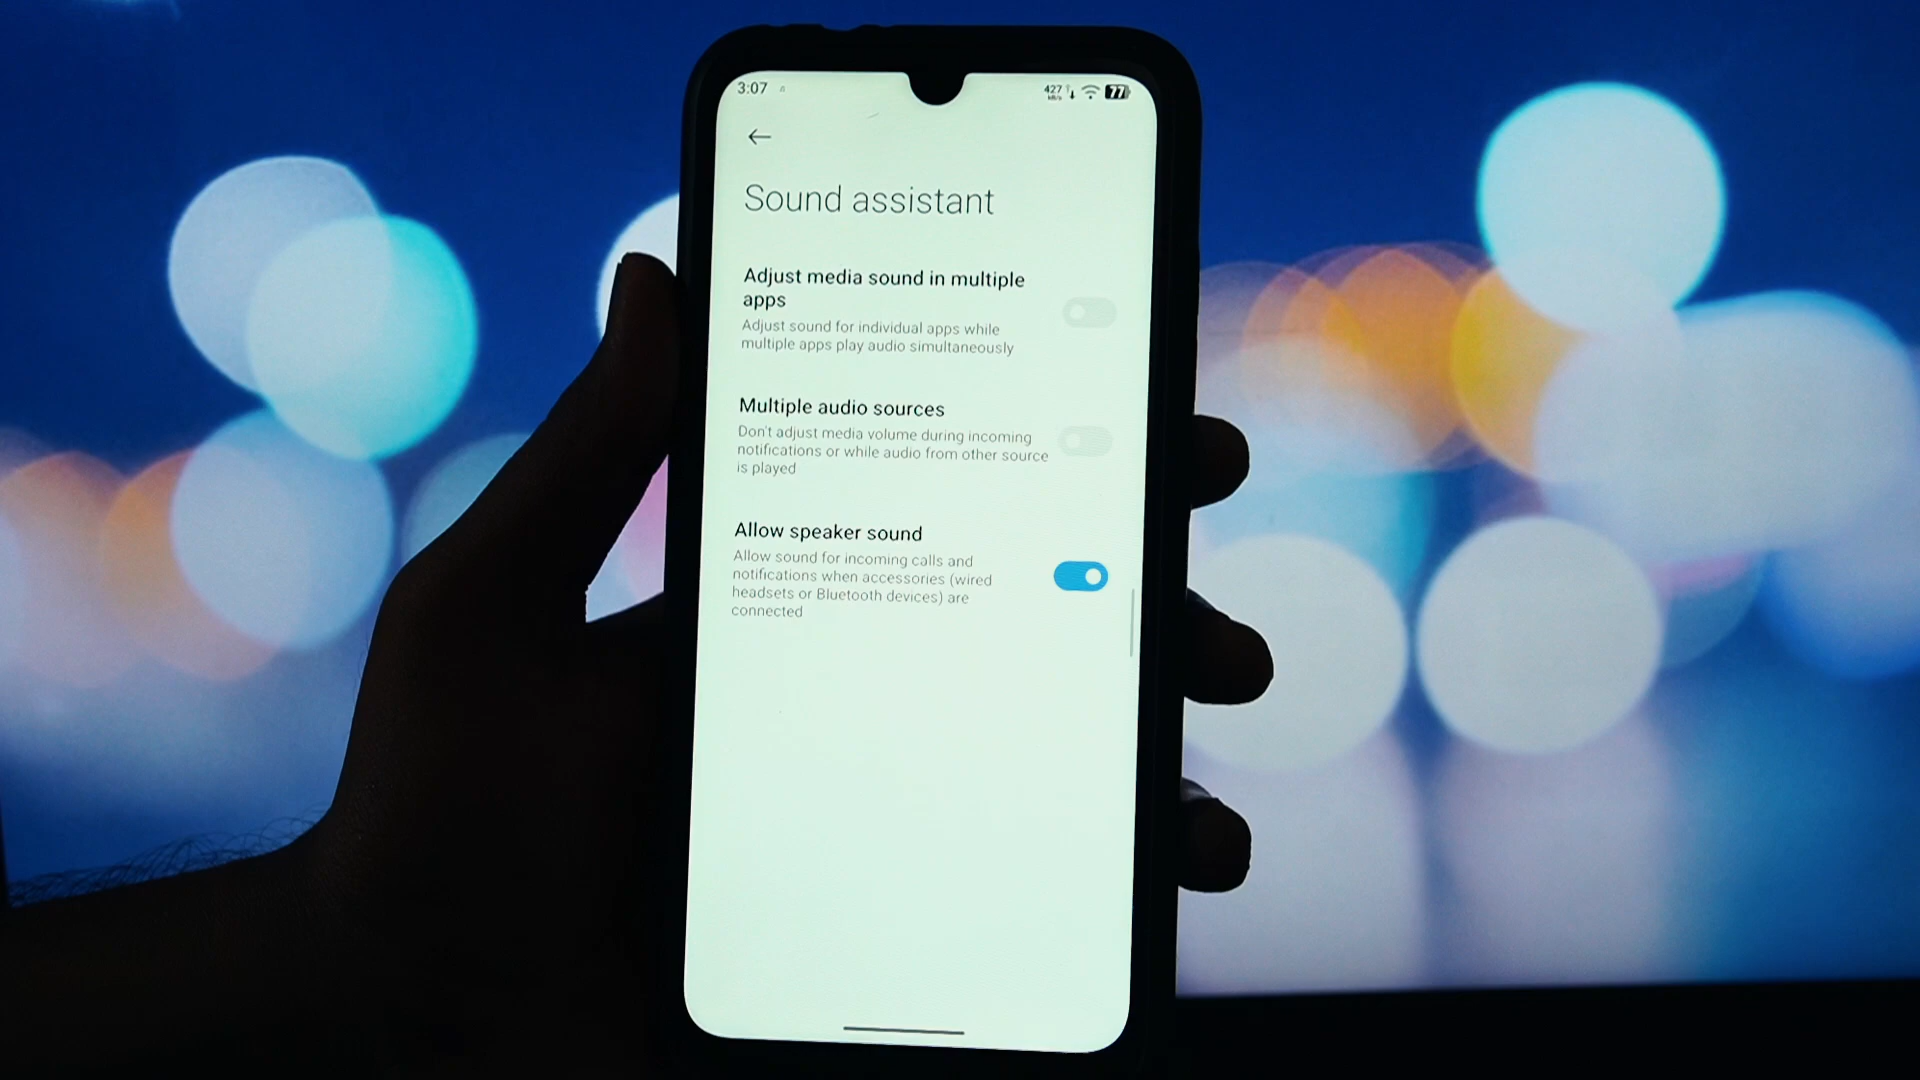 3:07
427
kB/s
77
Sound assistant
Adjust media sound in multiple
apps
Adjust sound for individual apps while
multiple apps play audio simultaneously
Multiple audio sources
Don't adjust media volume during incoming
notifications or while audio from other source
is played
Allow speaker sound
Allow sound for incoming calls and
notifications when accessories (wired
headsets or Bluetooth devices) are
connected